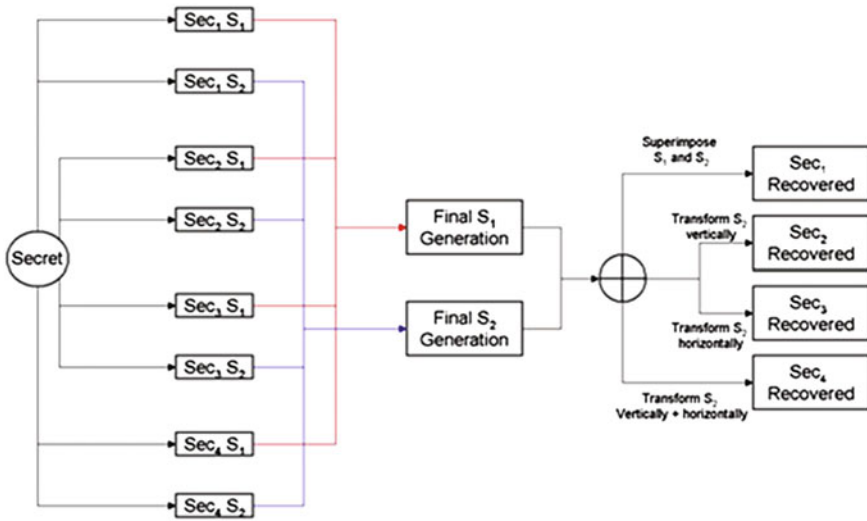 Secret
Sec₁ S₁
Sec₁ S₂
Sec₂ S₁
Sec₂ S₂
Sec₃ S₁
Sec₃ S₂
Sec₄ S₁
Sec₄ S₂
Final S₁
Generation
Final S₂
Generation
Superimpose
S₁ and S₂
Transform S₂
vertically
Transform S₂
horizontally
Transform S₂
Vertically + horizontally
Sec₁
Recovered
Sec₂
Recovered
Sec₃
Recovered
Sec₄
Recovered